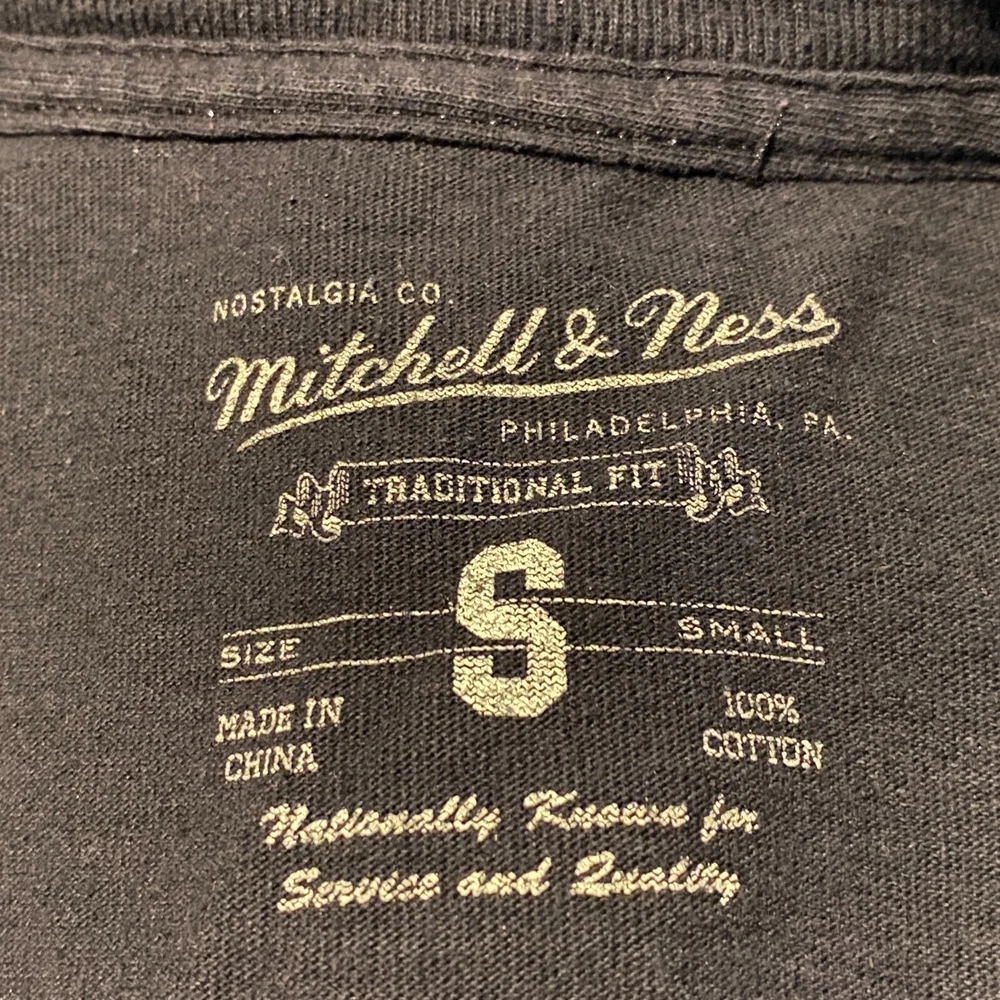 NOSTALGIA CO.
Mitchell & Ness
PHILADELPHIA, PA.
TRADITIONAL FIT
S
SIZE SMALL
MADE IN
CHINA
100%
COTTON
Nationally Known for
Service and Quality